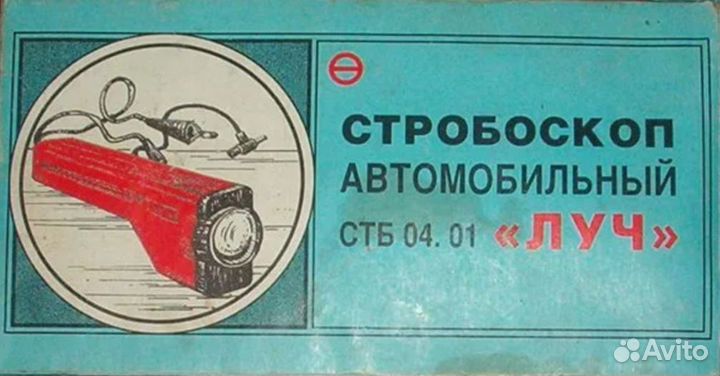 СТРОБОСКОП
АВТОМОБИЛЬНЫЙ
СТБ 04.01 «ЛУЧ»
Avito